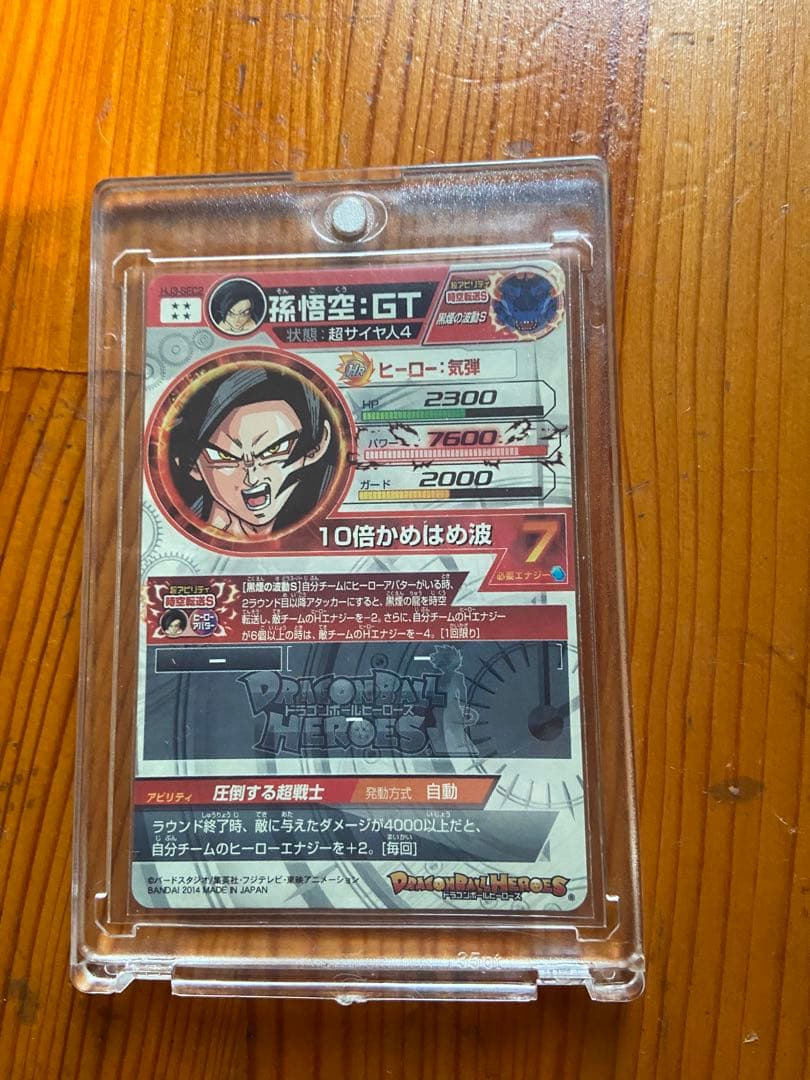 HJ3-SEC2
★★
★★
そんごくう
孫悟空:GT
状態:超サイヤ人4
超アビリティ
時空転送S
黒煙の波動S
Hr ヒーロー:気弾
HP 2300
パワー 7600
ガード 2000
10倍かめはめ波
7
必要エナジー
超アビリティ
時空転送S
ヒーローアバター
[黒煙の波動S]自分チームにヒーローアバターがいる時、
2ラウンド目以降アタッカーにすると、黒煙の龍を時空
転送し、敵チームのHエナジーを−2。さらに、自分チームのHエナジー
が6個以上の時は、敵チームのHエナジーを−4。[1回限り]
DRAGONBALL
ドラゴンボールヒーローズ
HEROES
アビリティ 圧倒する超戦士 発動方式 自動
ラウンド終了時、敵に与えたダメージが4000以上だと、
自分チームのヒーローエナジーを+2。[毎回]
©バードスタジオ/集英社・フジテレビ・東映アニメーション
BANDAI 2014 MADE IN JAPAN
DRAGONBALL HEROES
ドラゴンボールヒーローズ
35pt